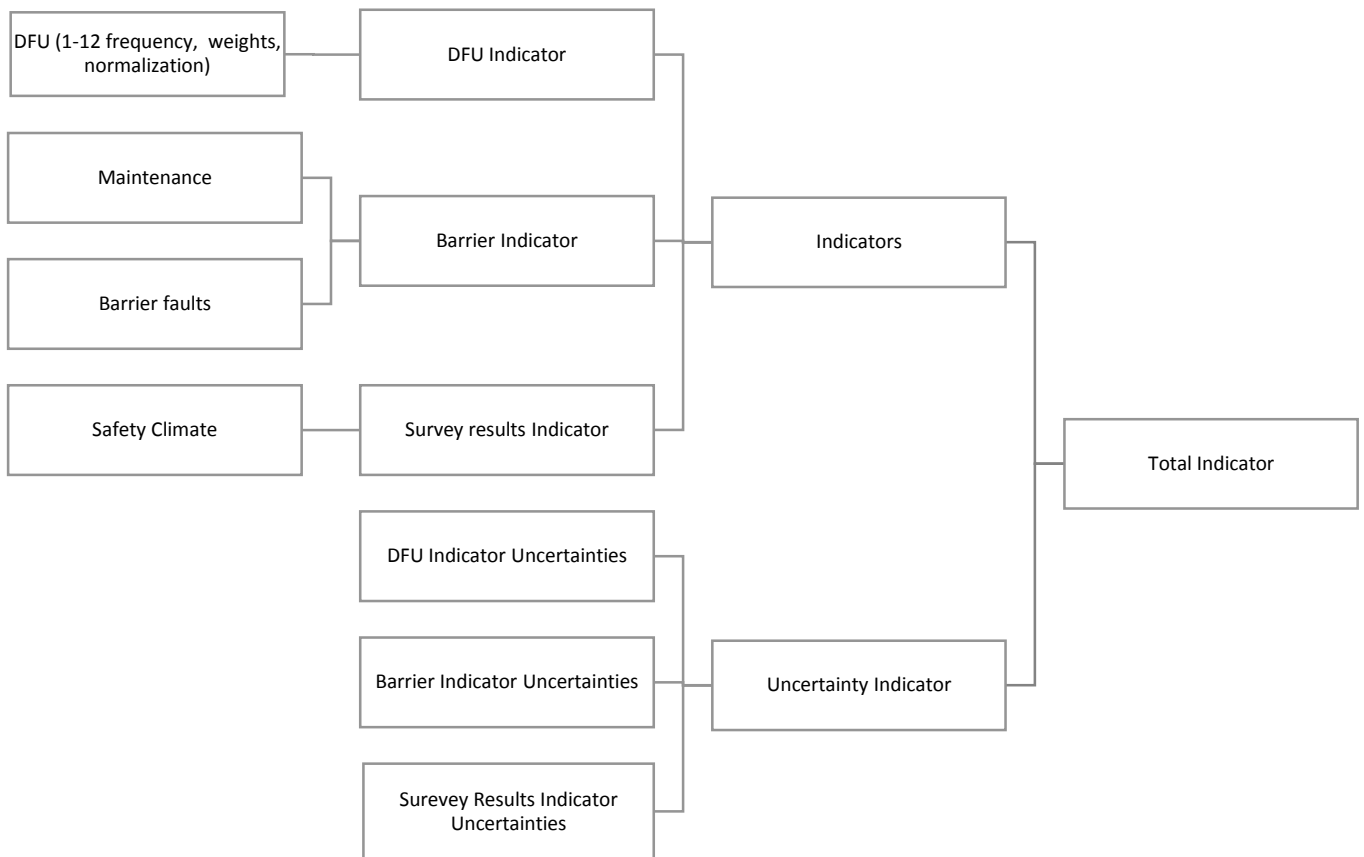 DFU (1-12 frequency, weights,
normalization)
DFU Indicator
Maintenance
Barrier Indicator
Indicators
Barrier faults
Safety Climate
Survey results Indicator
Total Indicator
DFU Indicator Uncertainties
Barrier Indicator Uncertainties
Uncertainty Indicator
Surevey Results Indicator
Uncertainties